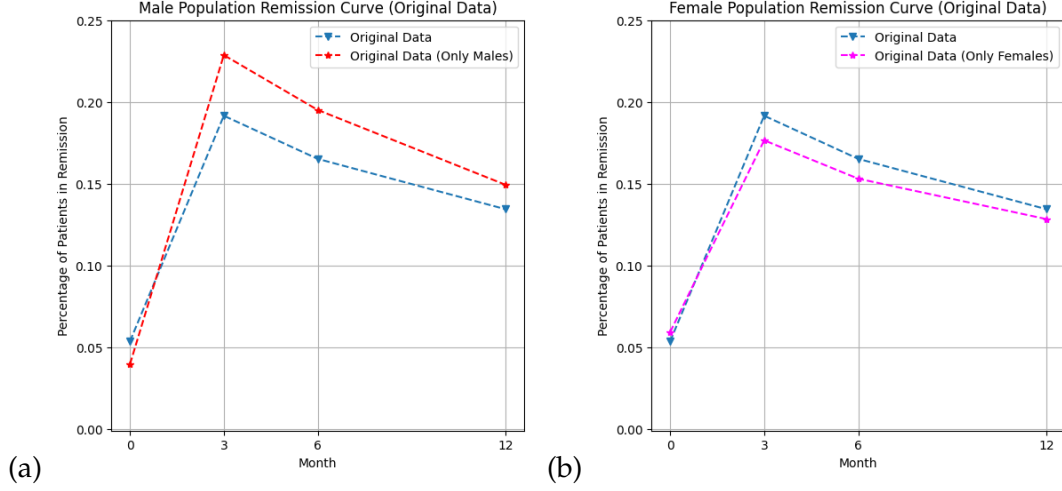 Male Population Remission Curve (Original Data)
0.25
0.20
0.15
0.10
0.05
0.00
Percentage of Patients in Remission
Original Data
Original Data (Only Males)
0
3
6
12
Month
(a)
Female Population Remission Curve (Original Data)
0.25
0.20
0.15
0.10
0.05
0.00
Percentage of Patients in Remission
Original Data
Original Data (Only Females)
0
3
6
12
Month
(b)